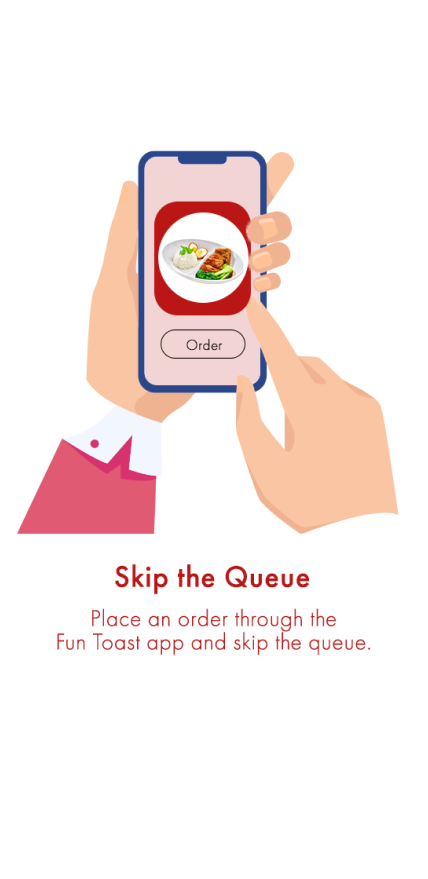 Order
Skip the Queue
Place an order through the
Fun Toast app and skip the queue.